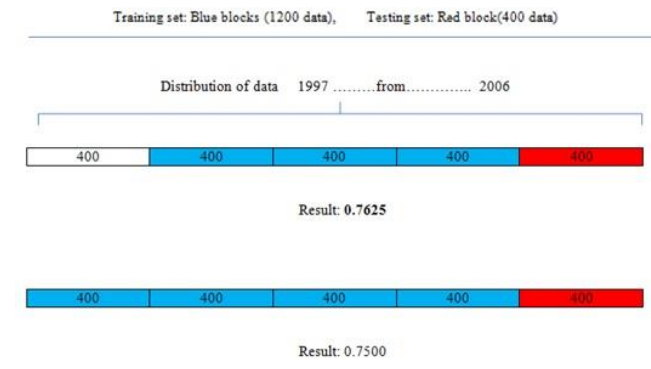 Training set: Blue blocks (1200 data), Testing set: Red block(400 data)
Distribution of data 1997 .........from.............. 2006
400 400 400 400 400
Result: 0.7625
400 400 400 400 400
Result: 0.7500